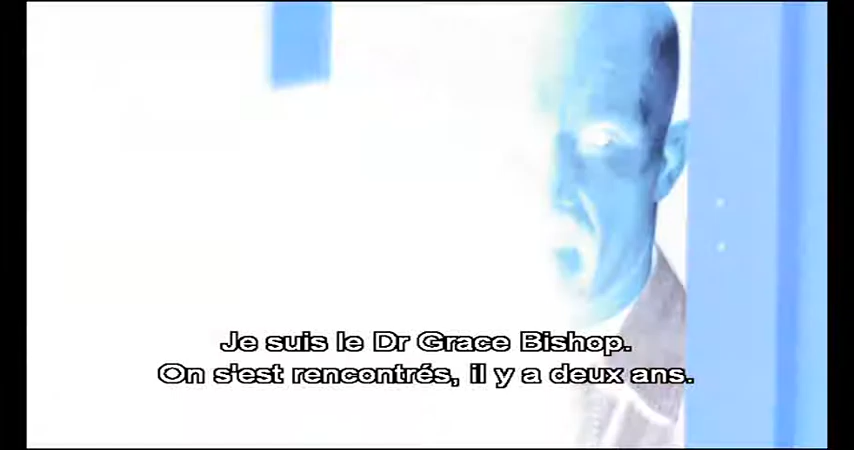 Je suis le Dr Grace Bishop.
On s'est rencontrés, il y a deux ans.